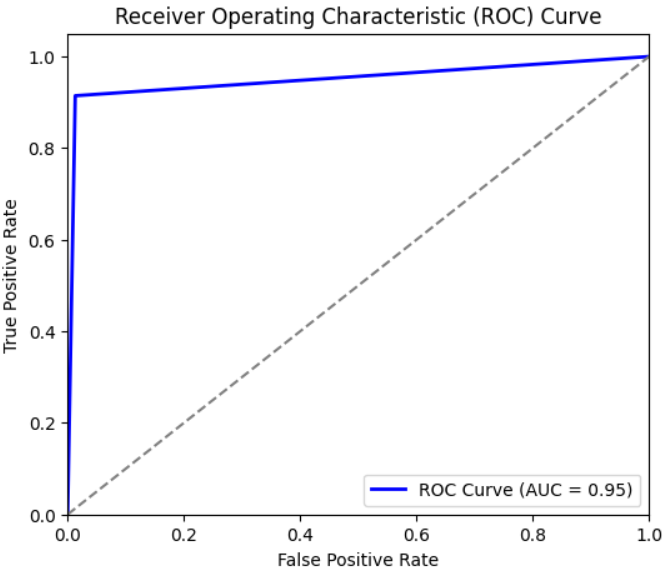 Receiver Operating Characteristic (ROC) Curve
True Positive Rate
1.0
0.8
0.6
0.4
0.2
0.0
ROC Curve (AUC = 0.95)
0.0 0.2 0.4 0.6 0.8 1.0
False Positive Rate